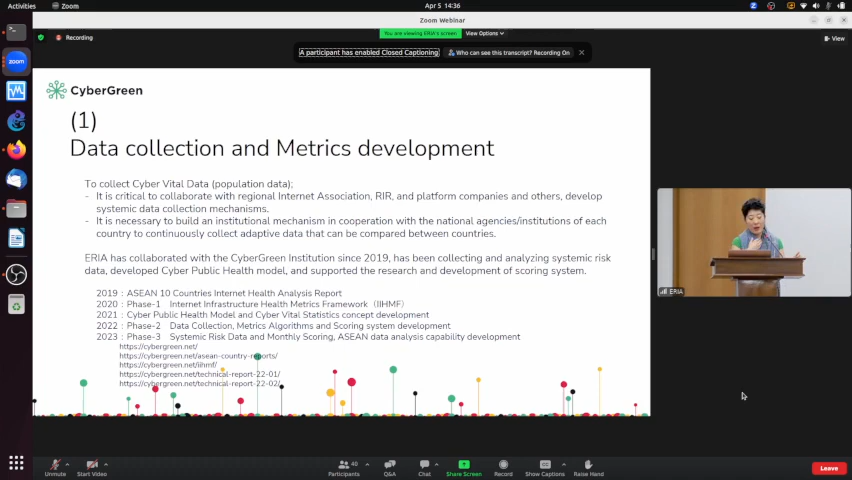 Activities
Zoom
Apr 5 14:36
Zoom Webinar
Recording
You are viewing ERIA's screen
View Options
View
A participant has enabled Closed Captioning
Who can see this transcript? Recording On
CyberGreen
(1)
Data collection and Metrics development
To collect Cyber Vital Data (population data);
- It is critical to collaborate with regional Internet Association, RIR, and platform companies and others, develop
systemic data collection mechanisms.
- It is necessary to build an institutional mechanism in cooperation with the national agencies/institutions of each
country to continuously collect adaptive data that can be compared between countries.
ERIA has collaborated with the CyberGreen Institution since 2019, has been collecting and analyzing systemic risk
data, developed Cyber Public Health model, and supported the research and development of scoring system.
2019：ASEAN 10 Countries Internet Health Analysis Report
2020：Phase-1 Internet Infrastructure Health Metrics Framework（IIHMF）
2021：Cyber Public Health Model and Cyber Vital Statistics concept development
2022：Phase-2 Data Collection, Metrics Algorithms and Scoring system development
2023：Phase-3 Systemic Risk Data and Monthly Scoring, ASEAN data analysis capability development
https://cybergreen.net/
https://cybergreen.net/asean-country-reports/
https://cybergreen.net/iihmf/
https://cybergreen.net/technical-report-22-01/
https://cybergreen.net/technical-report-22-02/
ERIA
Unmute
Start Video
Participants
40
Q&A
Chat
Share Screen
Record
Show Captions
Raise Hand
Leave